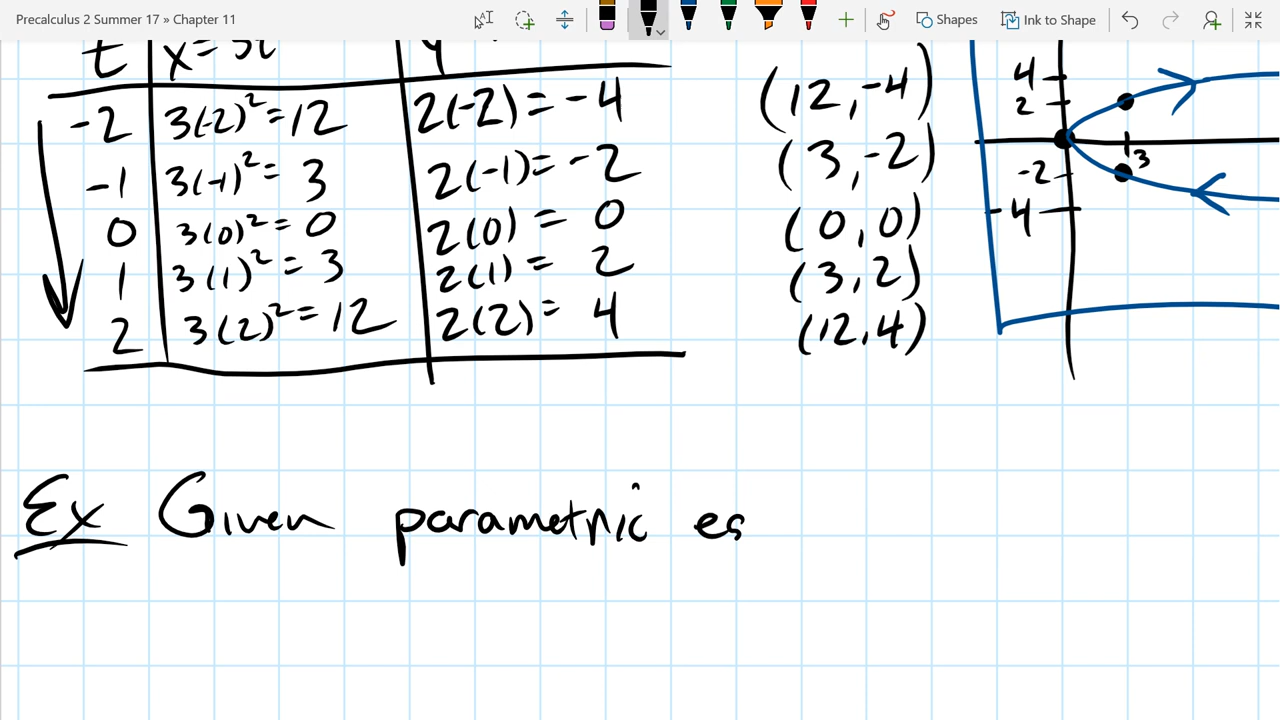 Precalculus 2 Summer 17 » Chapter 11
Shapes
Ink to Shape
t
-2 3(-2)²=12 2(-2)= -4 (12,-4)
-1 3(-1)²= 3 2(-1)= -2 (3,-2)
0 3(0)²= 0 2(0) = 0 (0,0)
1 3(1)² = 3 2(1) = 2 (3,2)
2 3(2)²= 12 2(2)= 4 (12,4)
4
2
3
-2
-4
Ex Given parametric